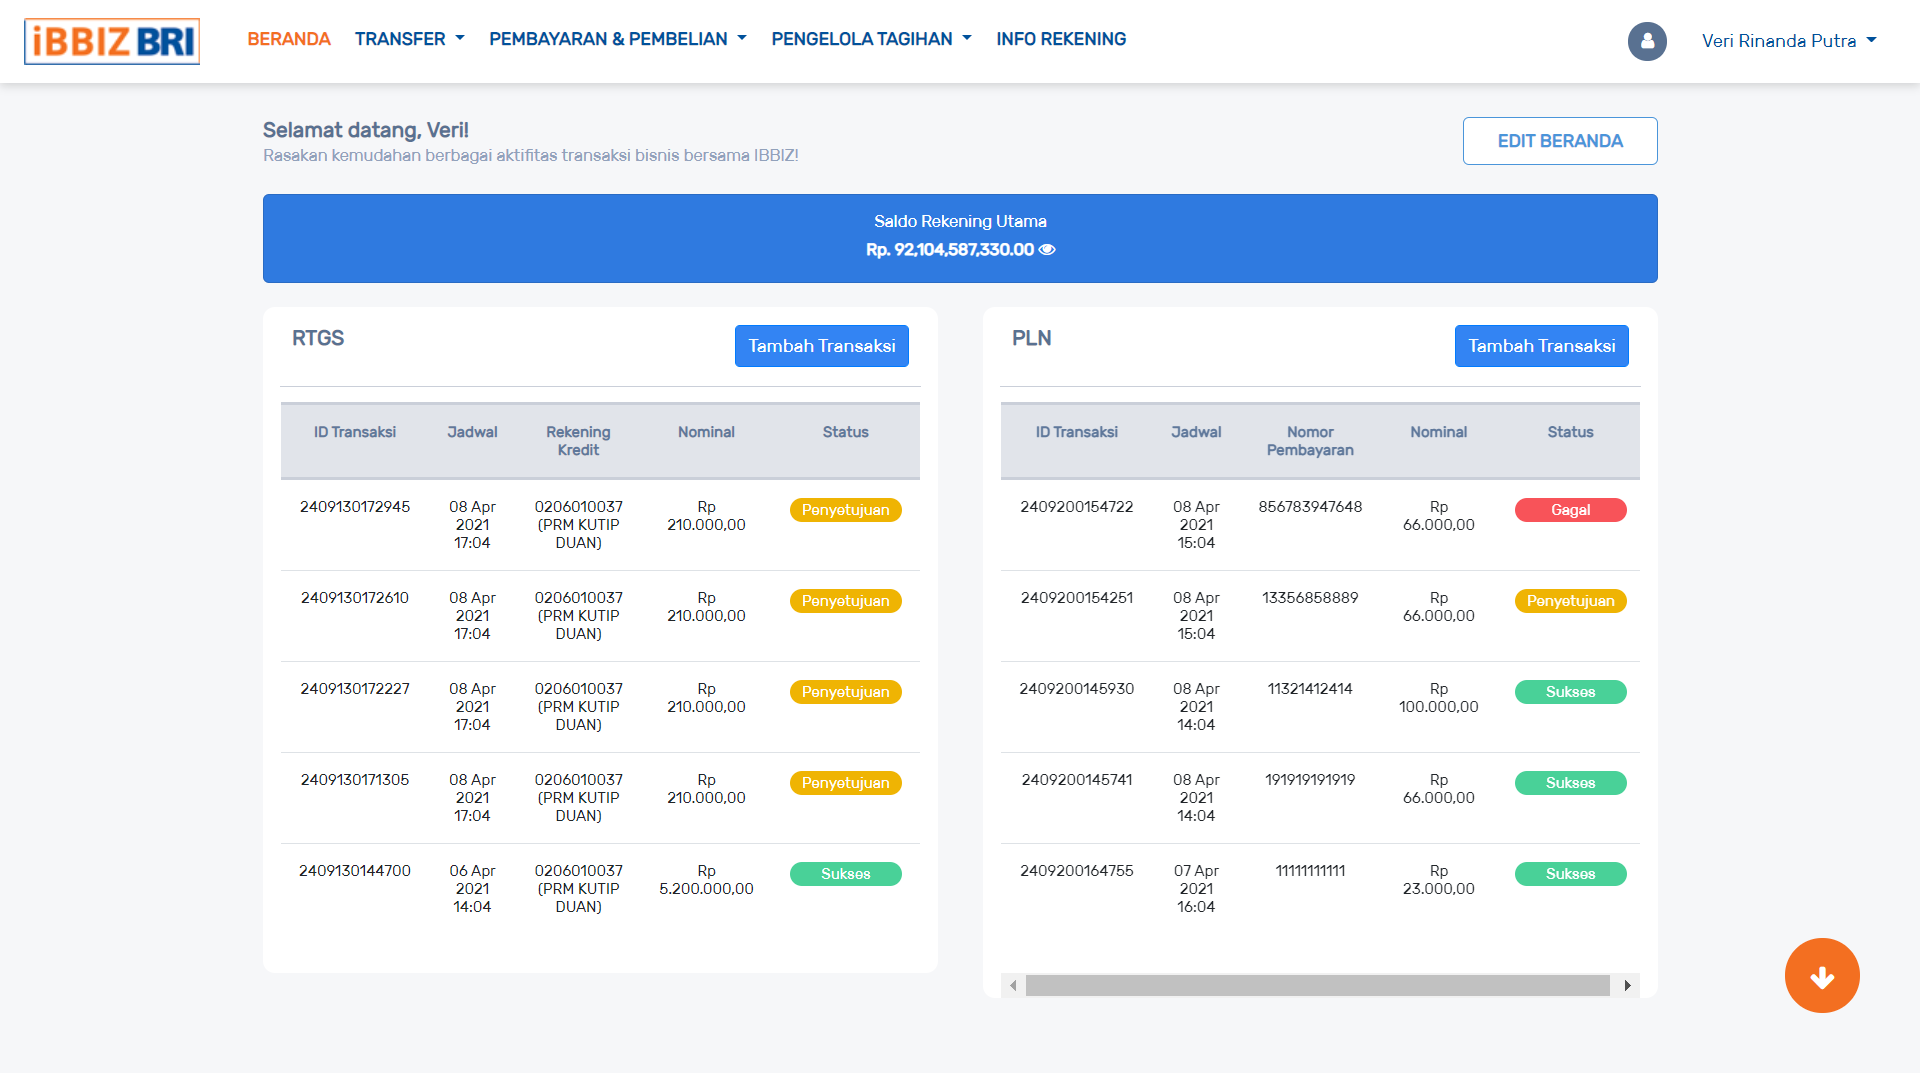 iBBIZ BRI
BERANDA TRANSFER PEMBAYARAN & PEMBELIAN PENGELOLA TAGIHAN INFO REKENING
Veri Rinanda Putra
Selamat datang, Veri!
Rasakan kemudahan berbagai aktifitas transaksi bisnis bersama IBBIZ!
EDIT BERANDA
Saldo Rekening Utama
Rp. 92,104,587,330.00
RTGS
Tambah Transaksi
ID Transaksi Jadwal Rekening Kredit Nominal Status
2409130172945 08 Apr 2021 17:04 0206010037 (PRM KUTIP DUAN) Rp 210.000,00 Penyetujuan
2409130172610 08 Apr 2021 17:04 0206010037 (PRM KUTIP DUAN) Rp 210.000,00 Penyetujuan
2409130172227 08 Apr 2021 17:04 0206010037 (PRM KUTIP DUAN) Rp 210.000,00 Penyetujuan
2409130171305 08 Apr 2021 17:04 0206010037 (PRM KUTIP DUAN) Rp 210.000,00 Penyetujuan
2409130144700 06 Apr 2021 14:04 0206010037 (PRM KUTIP DUAN) Rp 5.200.000,00 Sukses
PLN
Tambah Transaksi
ID Transaksi Jadwal Nomor Pembayaran Nominal Status
2409200154722 08 Apr 2021 15:04 856783947648 Rp 66.000,00 Gagal
2409200154251 08 Apr 2021 15:04 13356858889 Rp 66.000,00 Penyetujuan
2409200145930 08 Apr 2021 14:04 11321412414 Rp 100.000,00 Sukses
2409200145741 08 Apr 2021 14:04 191919191919 Rp 66.000,00 Sukses
2409200164755 07 Apr 2021 16:04 11111111111 Rp 23.000,00 Sukses